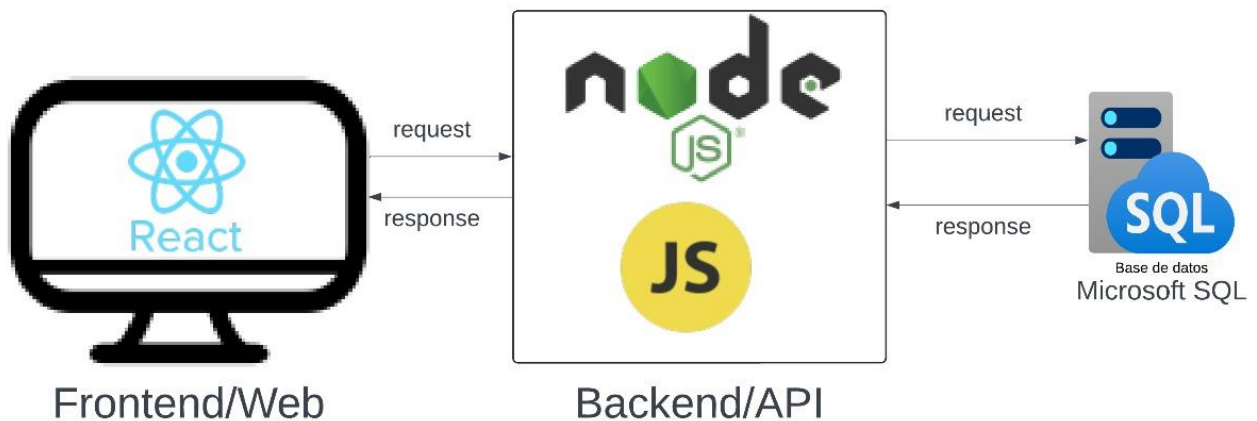 React
Frontend/Web
request
response
node
JS
JS
Backend/API
request
response
SQL
Base de datos
Microsoft SQL